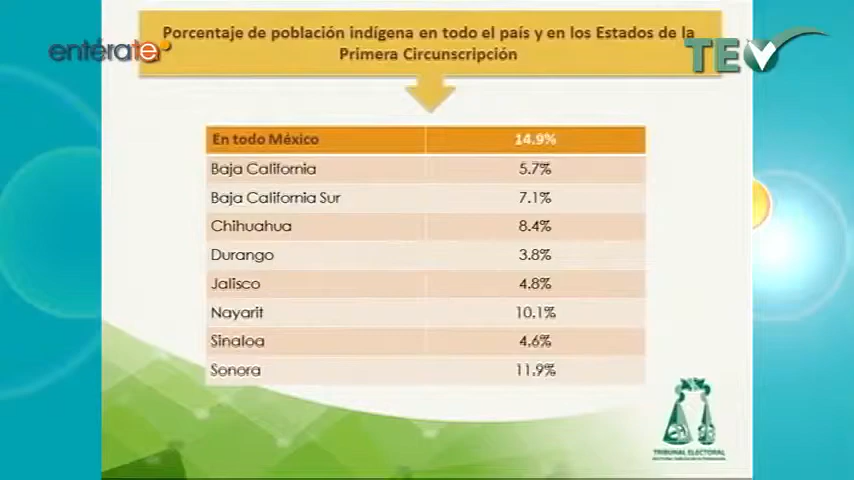 Porcentaje de población indígena en todo el país y en los Estados de la
Primera Circunscripción
entérate
TEV
En todo México 14.9%
Baja California 5.7%
Baja California Sur 7.1%
Chihuahua 8.4%
Durango 3.8%
Jalisco 4.8%
Nayarit 10.1%
Sinaloa 4.6%
Sonora 11.9%
TRIBUNAL ELECTORAL